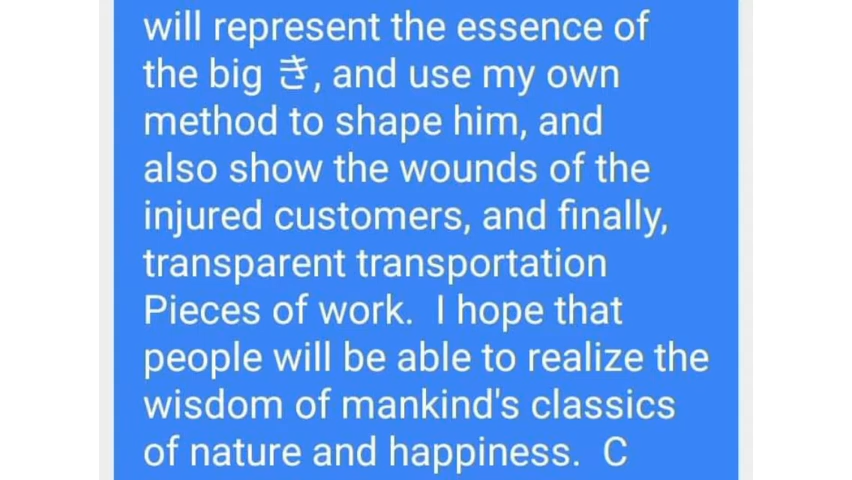 will represent the essence of
the big き, and use my own
method to shape him, and
also show the wounds of the
injured customers, and finally,
transparent transportation
Pieces of work.  I hope that
people will be able to realize the
wisdom of mankind's classics
of nature and happiness.  C